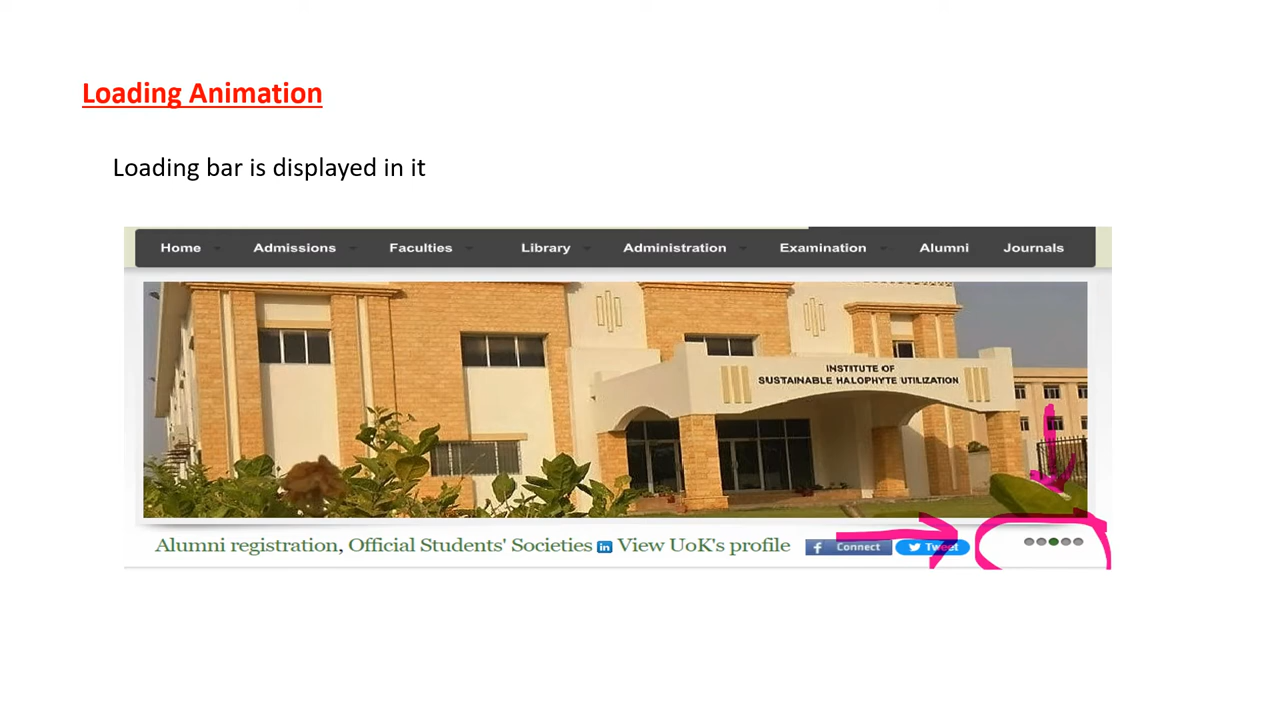 Loading Animation
Loading bar is displayed in it
Home Admissions Faculties Library Administration Examination Alumni Journals
INSTITUTE OF
SUSTAINABLE HALOPHYTE UTILIZATION
Alumni registration, Official Students' Societies in View UoK's profile f Connect Tweet